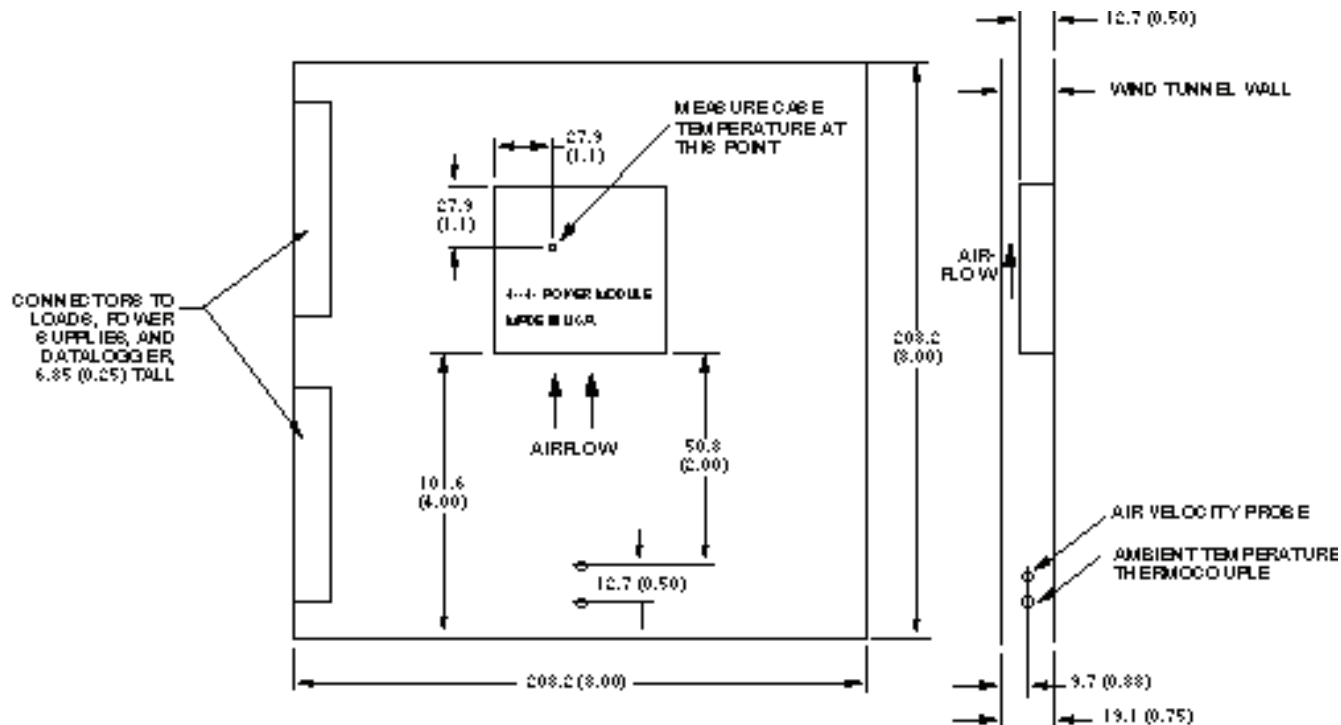 12.7 (0.50)
WIND TUNNEL WALL
MEASURE CASE
TEMPERATURE AT
THIS POINT
27.9
(1.1)
27.9
(1.1)
AIR-
FLOW
CONNECTORS TO
LOADS, POWER
SUPPLIES, AND
DATALOGGER,
6.35 (0.25) TALL
POWER MODULE
MADE IN USA
203.2
(8.00)
AIRFLOW
50.8
(2.00)
101.6
(4.00)
AIR VELOCITY PROBE
AMBIENT TEMPERATURE
THERMOCOUPLE
12.7 (0.50)
203.2 (8.00)
9.7 (0.38)
19.1 (0.75)